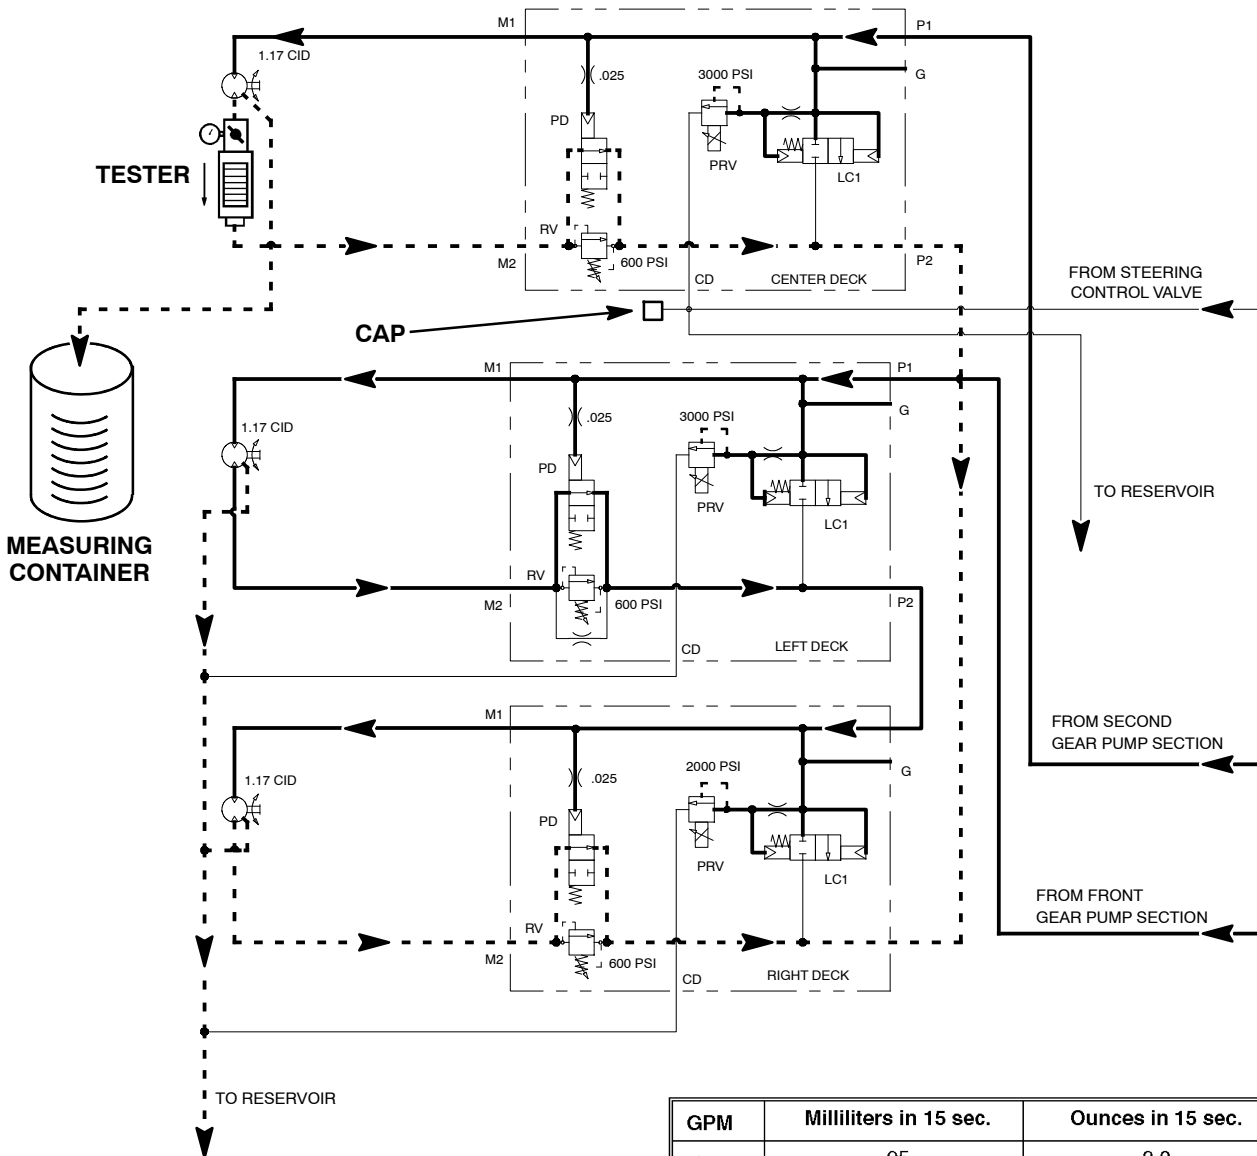 M1
P1
1.17 CID
3000 PSI
G
.025
PD
PRV
LC1
TESTER
RV
M2
600 PSI
P2
CD
CENTER DECK
FROM STEERING
CONTROL VALVE
CAP
M1
P1
3000 PSI
G
.025
1.17 CID
PD
PRV
LC1
TO RESERVOIR
MEASURING
CONTAINER
RV
M2
600 PSI
P2
CD
LEFT DECK
M1
FROM SECOND
GEAR PUMP SECTION
2000 PSI
G
.025
1.17 CID
PD
PRV
LC1
FROM FRONT
GEAR PUMP SECTION
RV
M2
600 PSI
CD
RIGHT DECK
TO RESERVOIR
GPM
Milliliters in 15 sec.
Ounces in 15 sec.